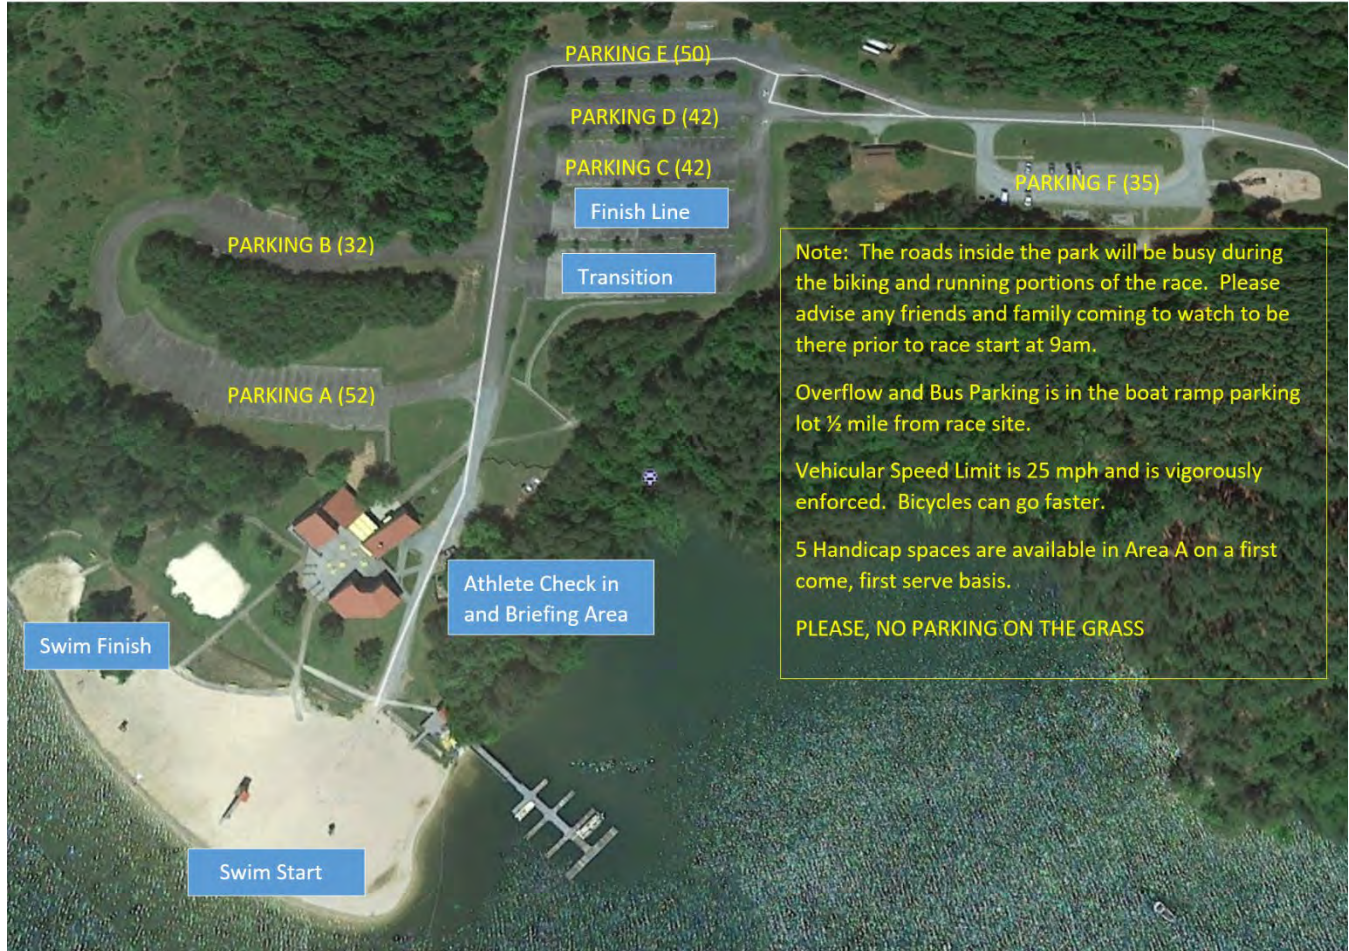 PARKING E (50)
PARKING D (42)
PARKING C (42)
PARKING F (35)
Finish Line
PARKING B (32)
Transition
Note:  The roads inside the park will be busy during
the biking and running portions of the race.  Please
advise any friends and family coming to watch to be
there prior to race start at 9am.
Overflow and Bus Parking is in the boat ramp parking
lot ½ mile from race site.
Vehicular Speed Limit is 25 mph and is vigorously
enforced.  Bicycles can go faster.
5 Handicap spaces are available in Area A on a first
come, first serve basis.
PLEASE, NO PARKING ON THE GRASS
PARKING A (52)
Athlete Check in
and Briefing Area
Swim Finish
Swim Start